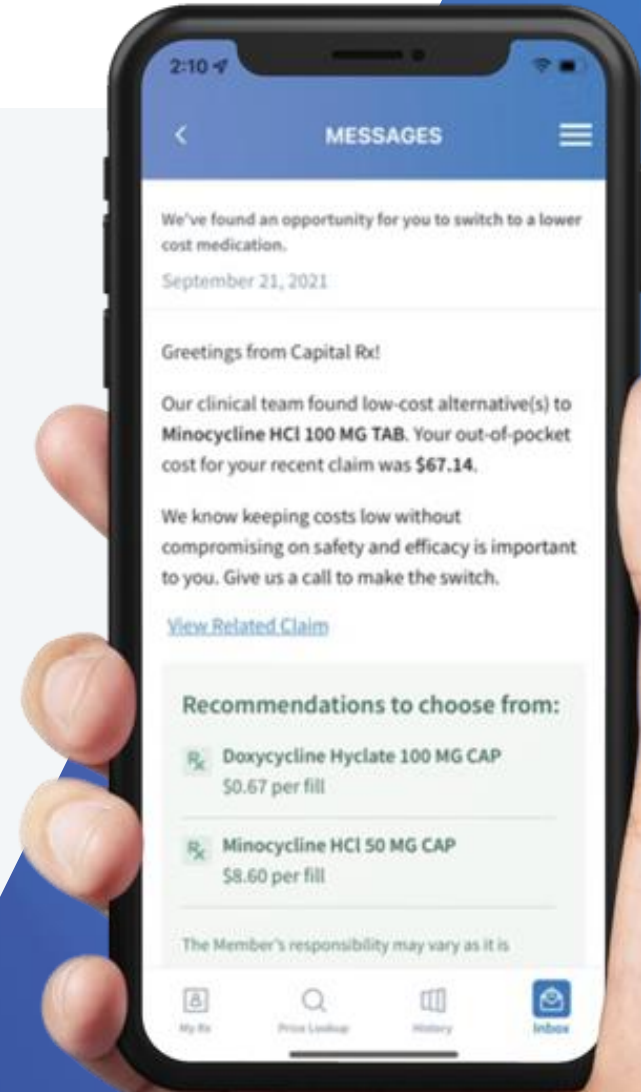 2:10
MESSAGES
We've found an opportunity for you to switch to a lower
cost medication.
September 21, 2021
Greetings from Capital Rx!
Our clinical team found low-cost alternative(s) to
Minocycline HCl 100 MG TAB. Your out-of-pocket
cost for your recent claim was $67.14.
We know keeping costs low without
compromising on safety and efficacy is important
to you. Give us a call to make the switch.
View Related Claim
Recommendations to choose from:
Rx Doxycycline Hyclate 100 MG CAP
$0.67 per fill
Rx Minocycline HCl 50 MG CAP
$8.60 per fill
The Member's responsibility may vary as it is
My Rx Price Lookup History Inbox